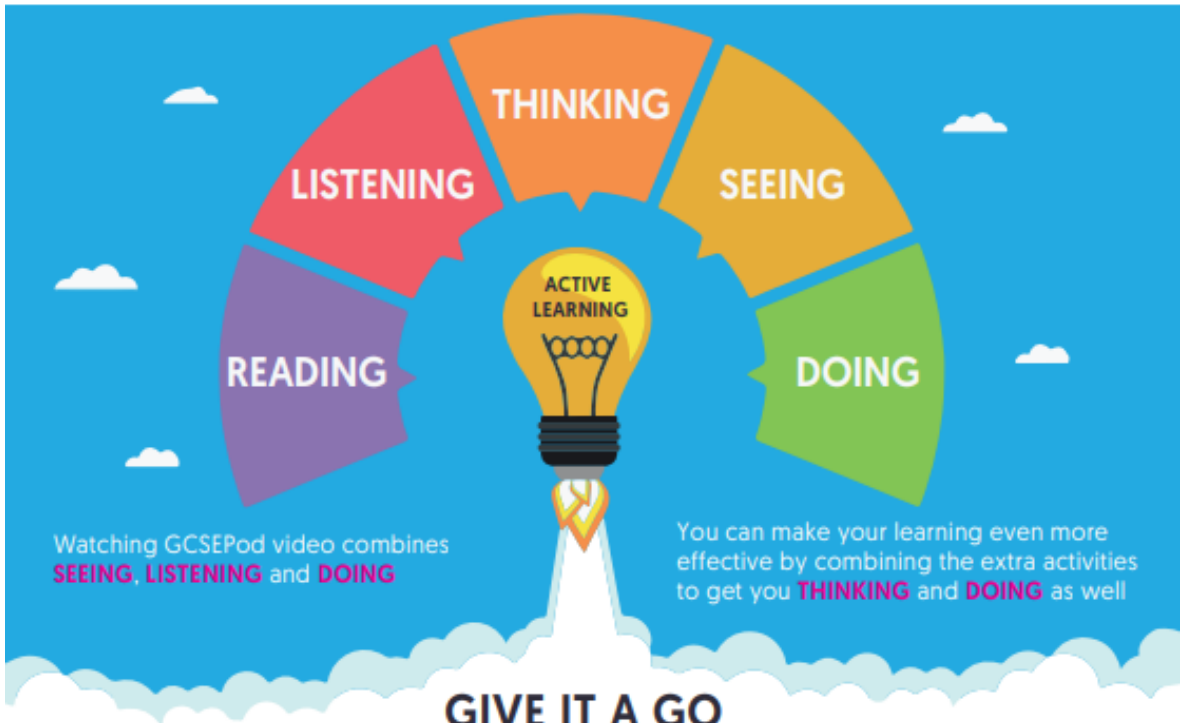 THINKING
LISTENING
SEEING
ACTIVE
LEARNING
READING
DOING
Watching GCSEPod video combines
SEEING, LISTENING and DOING
You can make your learning even more
effective by combining the extra activities
to get you THINKING and DOING as well
GIVE IT A GO